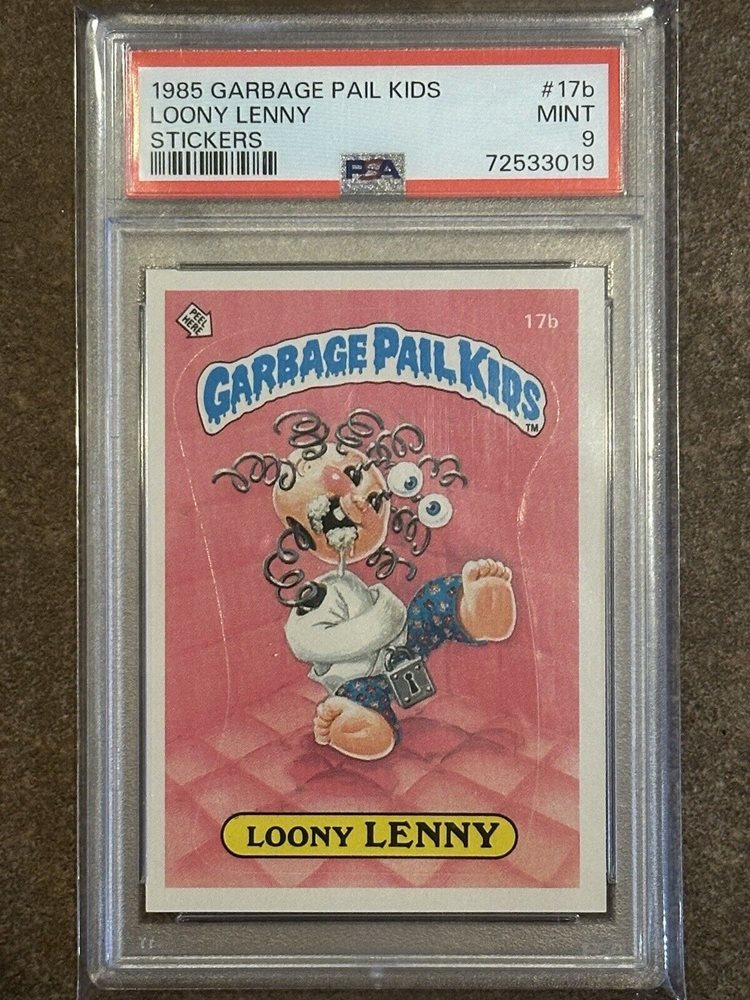 1985 GARBAGE PAIL KIDS #17b
LOONY LENNY MINT
STICKERS 9
PSA 72533019
PEEL
HERE
17b
GARBAGE PAIL KIDS
TM
LOONY LENNY